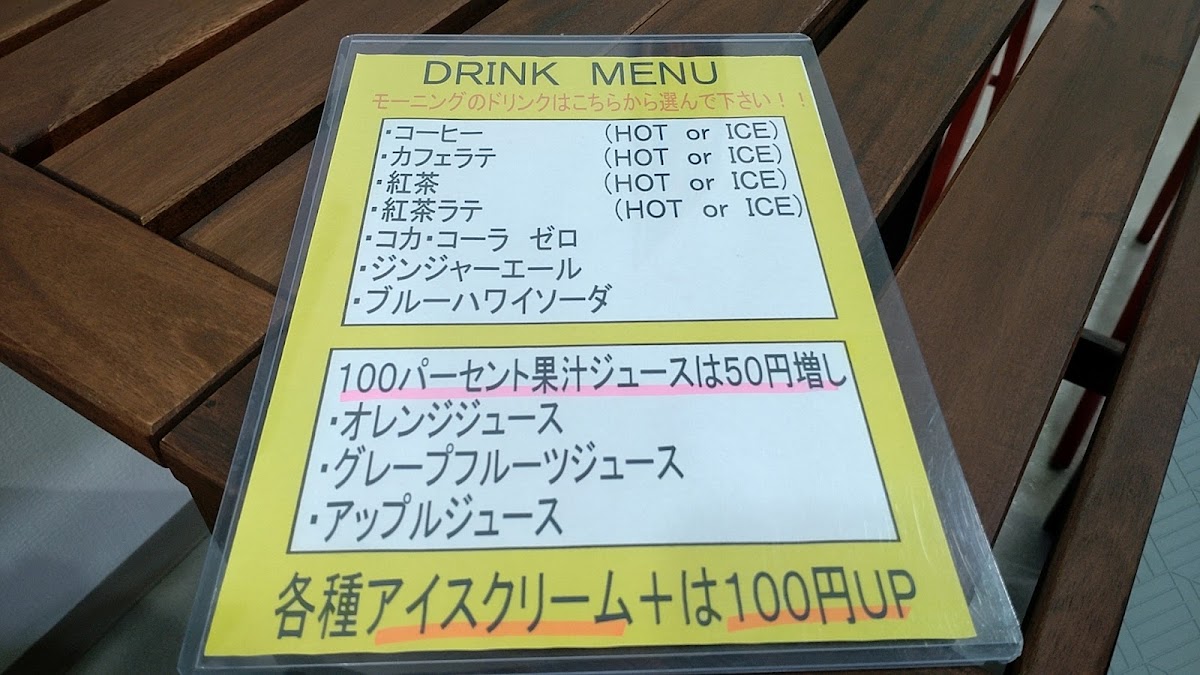 DRINK MENU
モーニングのドリンクはこちらから選んで下さい！！
・コーヒー (HOT or ICE)
・カフェラテ (HOT or ICE)
・紅茶 (HOT or ICE)
・紅茶ラテ (HOT or ICE)
・コカ・コーラ ゼロ
・ジンジャーエール
・ブルーハワイソーダ
100パーセント果汁ジュースは50円増し
・オレンジジュース
・グレープフルーツジュース
・アップルジュース
各種アイスクリーム＋は100円UP